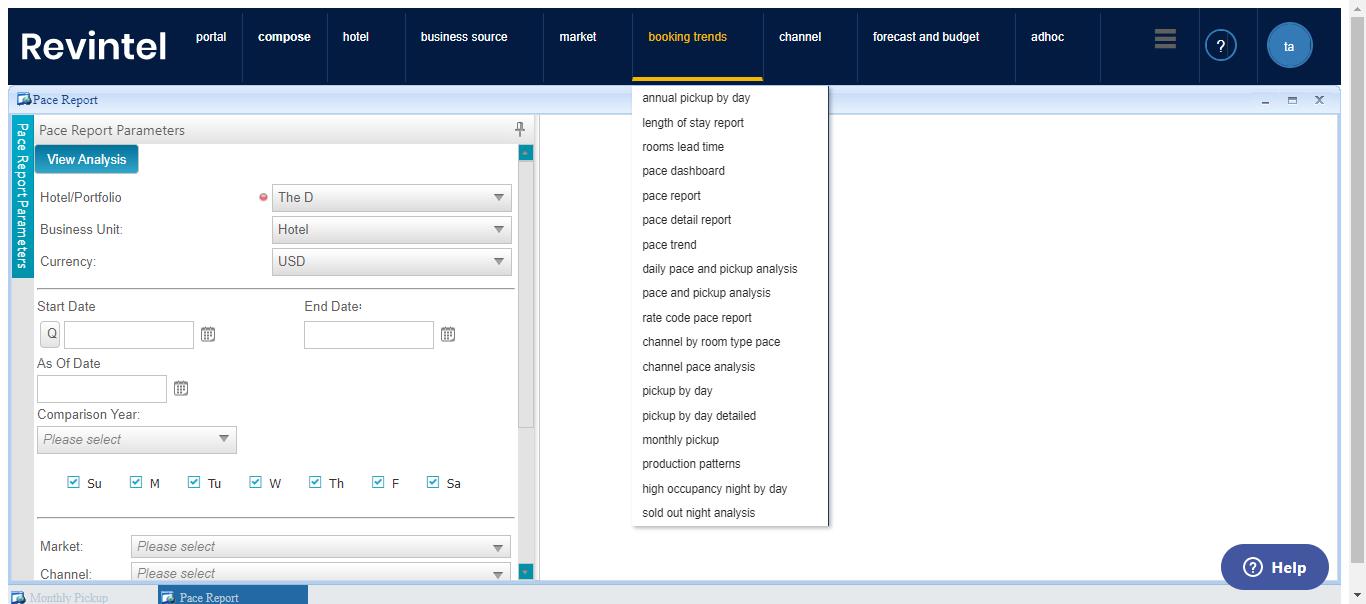 Revintel
portal
compose
hotel
business source
market
booking trends
channel
forecast and budget
adhoc
?
ta
Pace Report
Pace Report Parameters
Pace Report Parameters
View Analysis
Hotel/Portfolio
The D
Business Unit:
Hotel
Currency:
USD
Start Date
End Date:
Q
As Of Date
Comparison Year:
Please select
Su
M
Tu
W
Th
F
Sa
Market:
Please select
Channel:
Please select
annual pickup by day
length of stay report
rooms lead time
pace dashboard
pace report
pace detail report
pace trend
daily pace and pickup analysis
pace and pickup analysis
rate code pace report
channel by room type pace
channel pace analysis
pickup by day
pickup by day detailed
monthly pickup
production patterns
high occupancy night by day
sold out night analysis
? Help
Monthly Pickup
Pace Report